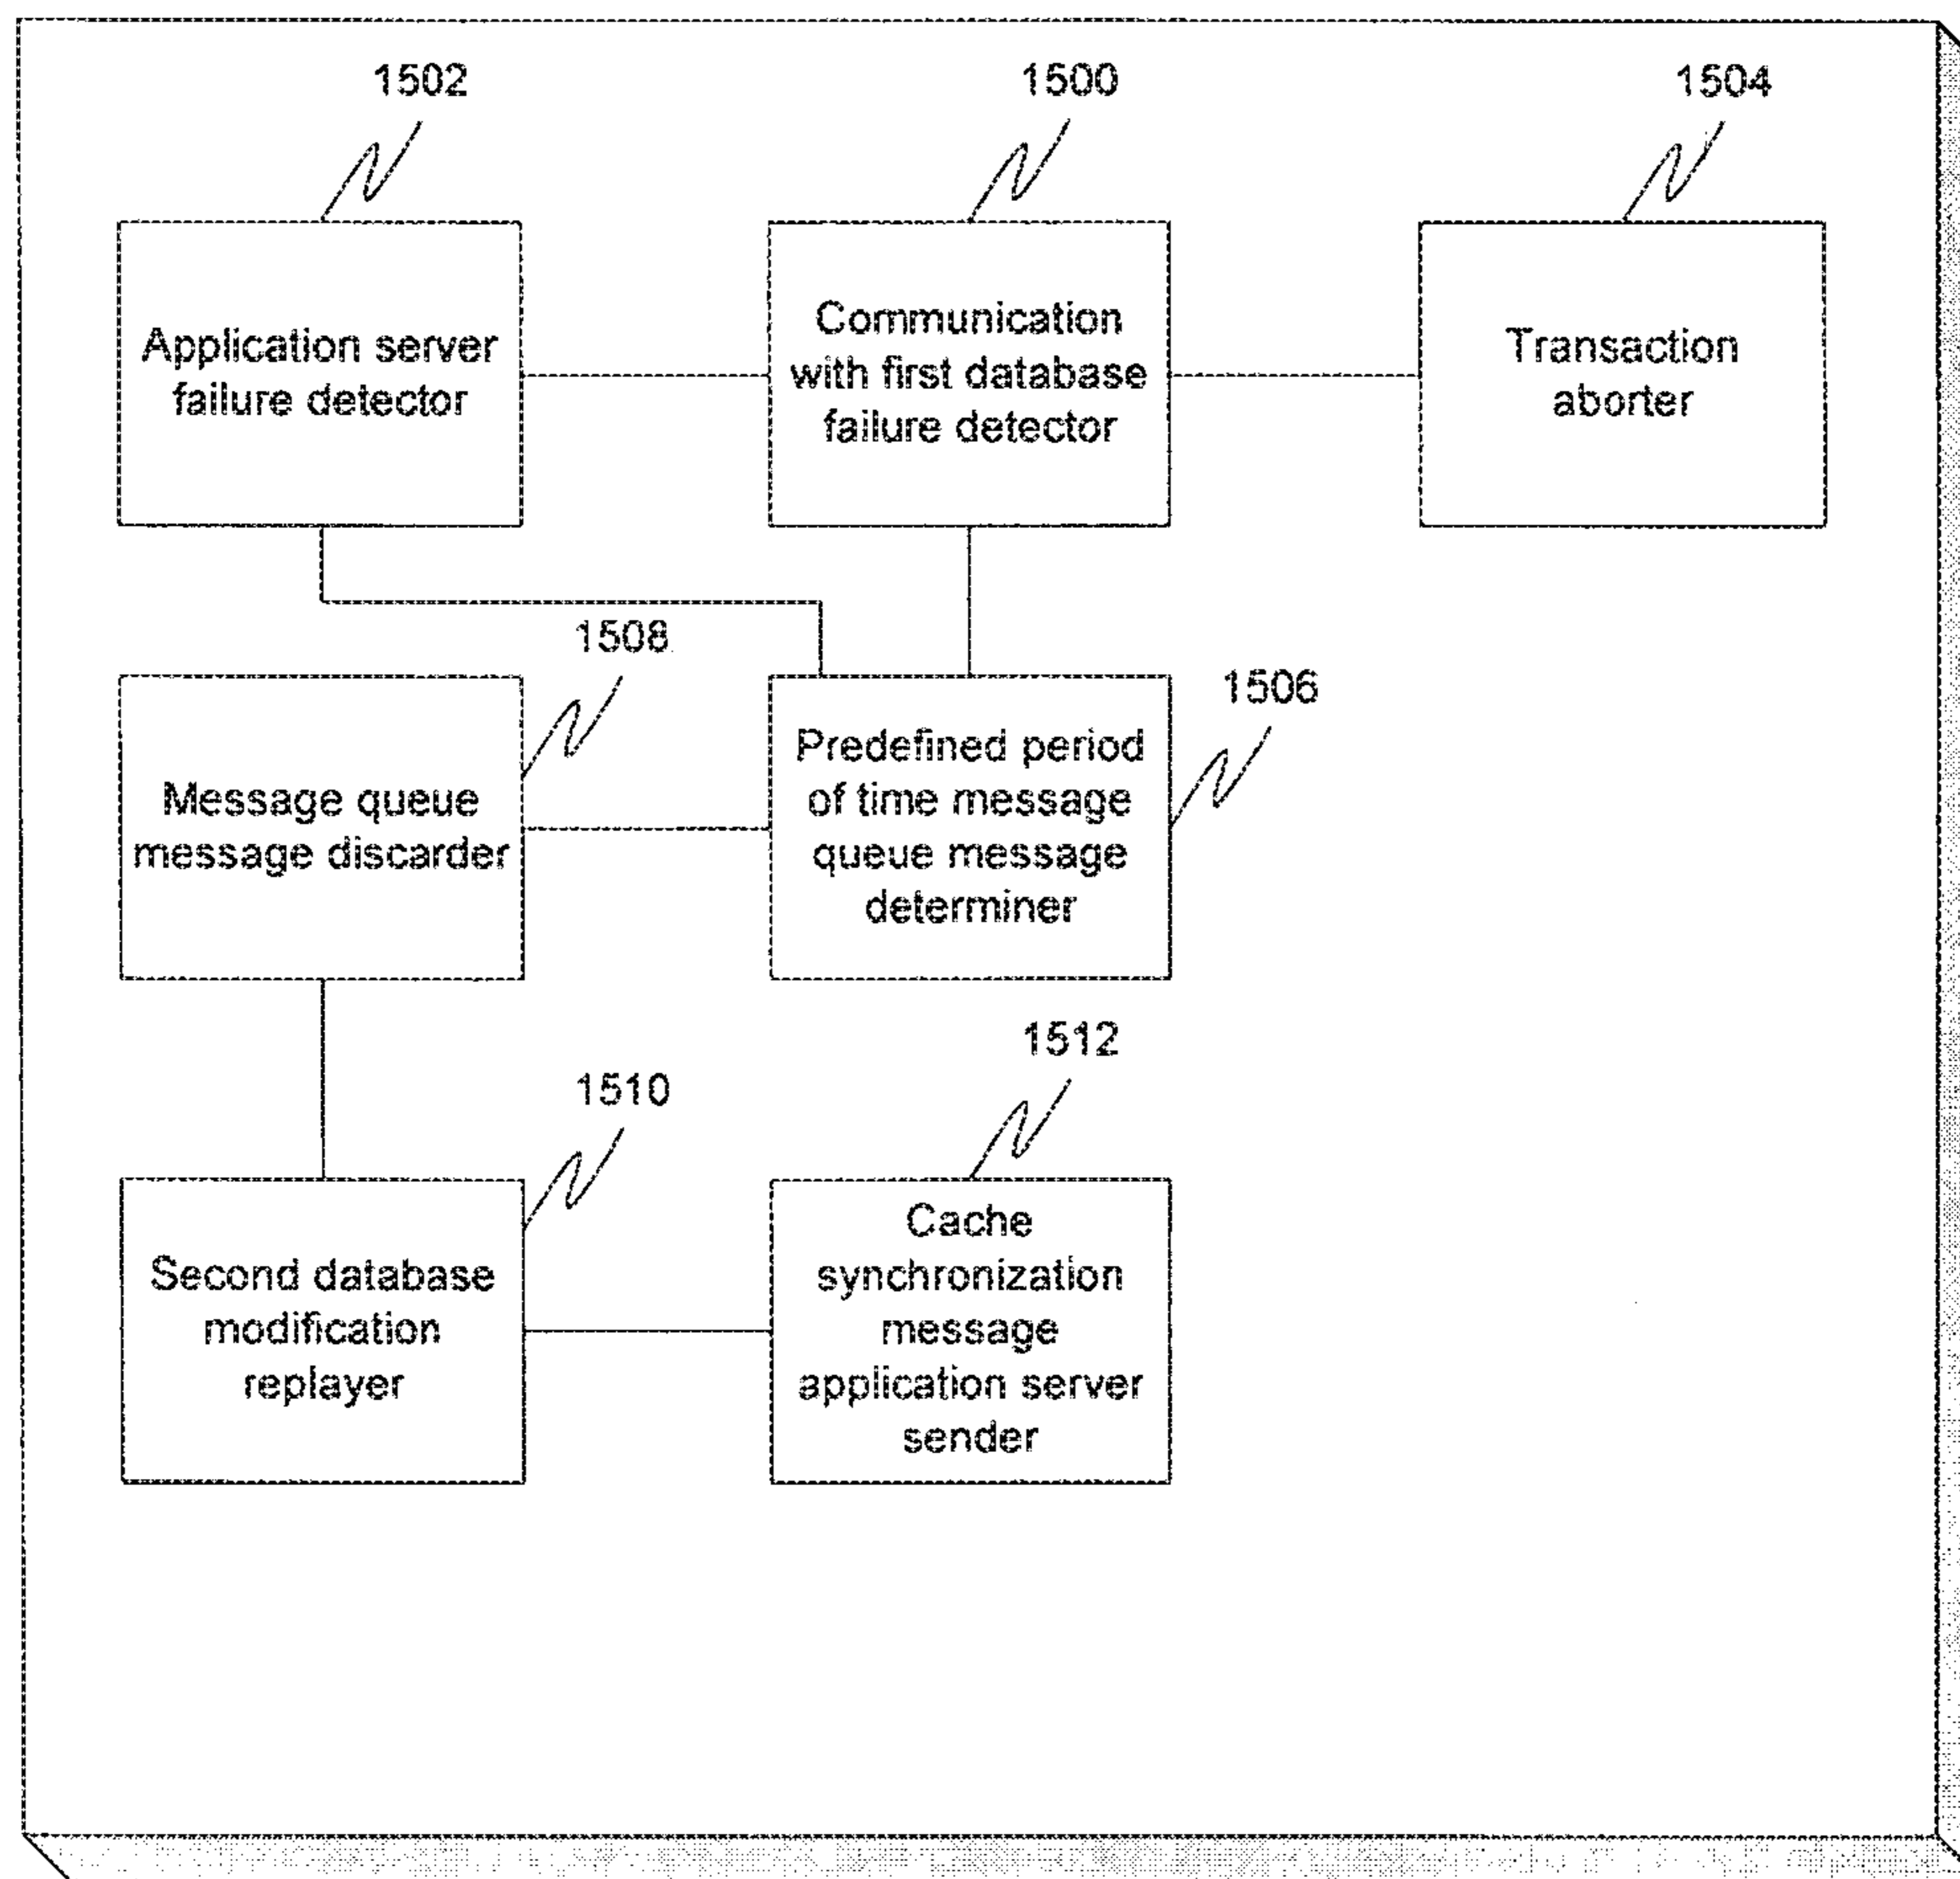 1502
1500
1504
Application server
failure detector
Communication
with first database
failure detector
Transaction
aborter
1508
1506
Message queue
message discarder
Predefined period
of time message
queue message
determiner
1512
1510
Second database
modification
replayer
Cache
synchronization
message
application server
sender